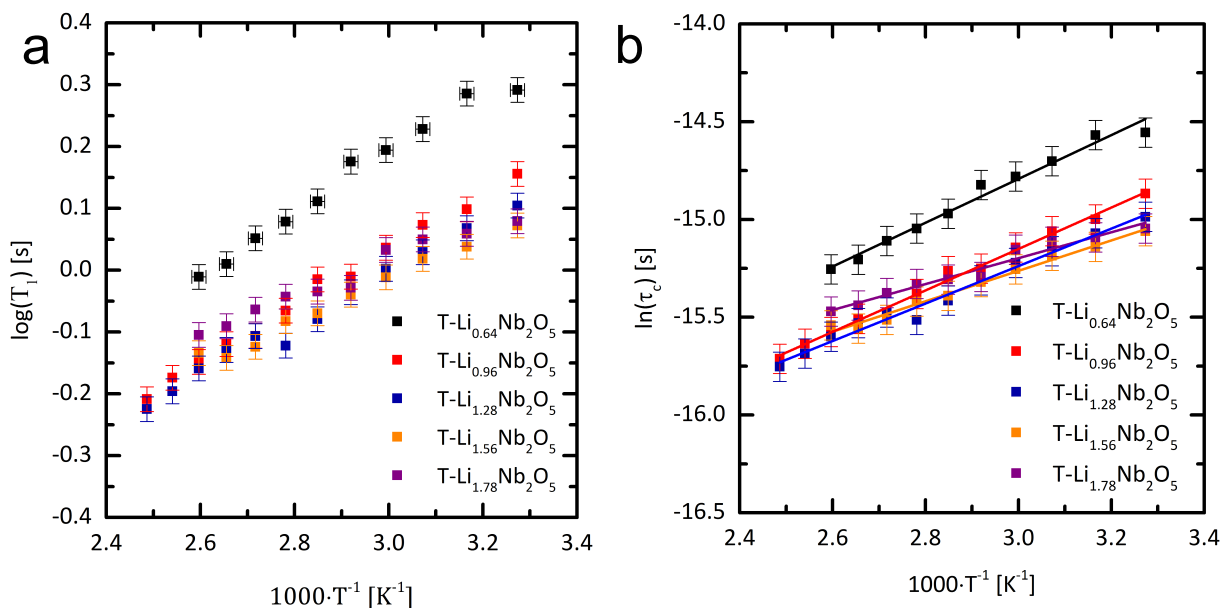 a
log(T₁) [s]
0.4
0.3
0.2
0.1
0.0
-0.1
-0.2
-0.3
-0.4
T-Li₀.₆₄Nb₂O₅
T-Li₀.₉₆Nb₂O₅
T-Li₁.₂₈Nb₂O₅
T-Li₁.₅₆Nb₂O₅
T-Li₁.₇₈Nb₂O₅
2.4 2.6 2.8 3.0 3.2 3.4
1000·T⁻¹ [K⁻¹]
b
ln(τ꜀) [s]
-14.0
-14.5
-15.0
-15.5
-16.0
-16.5
T-Li₀.₆₄Nb₂O₅
T-Li₀.₉₆Nb₂O₅
T-Li₁.₂₈Nb₂O₅
T-Li₁.₅₆Nb₂O₅
T-Li₁.₇₈Nb₂O₅
2.4 2.6 2.8 3.0 3.2 3.4
1000·T⁻¹ [K⁻¹]